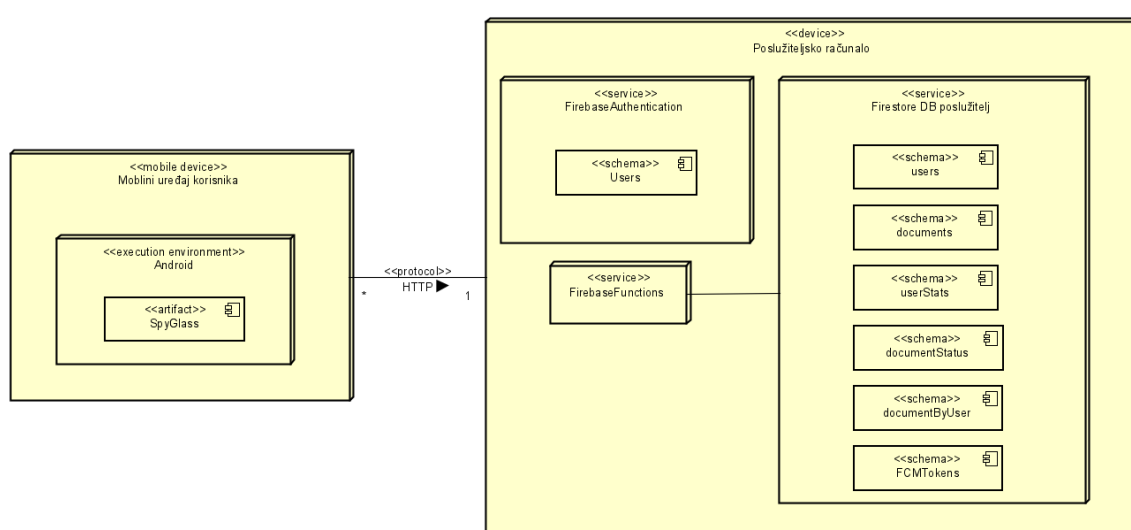 <<device>>
Poslužiteljsko računalo
<<service>>
FirebaseAuthentication
<<schema>>
Users
<<service>>
Firestore DB poslužitelj
<<schema>>
users
<<schema>>
documents
<<schema>>
userStats
<<schema>>
documentStatus
<<schema>>
documentByUser
<<schema>>
FCMTokens
<<service>>
FirebaseFunctions
<<mobile device>>
Moblini uređaj korisnika
<<execution environment>>
Android
<<artifact>>
SpyGlass
<<protocol>>
HTTP
*
1